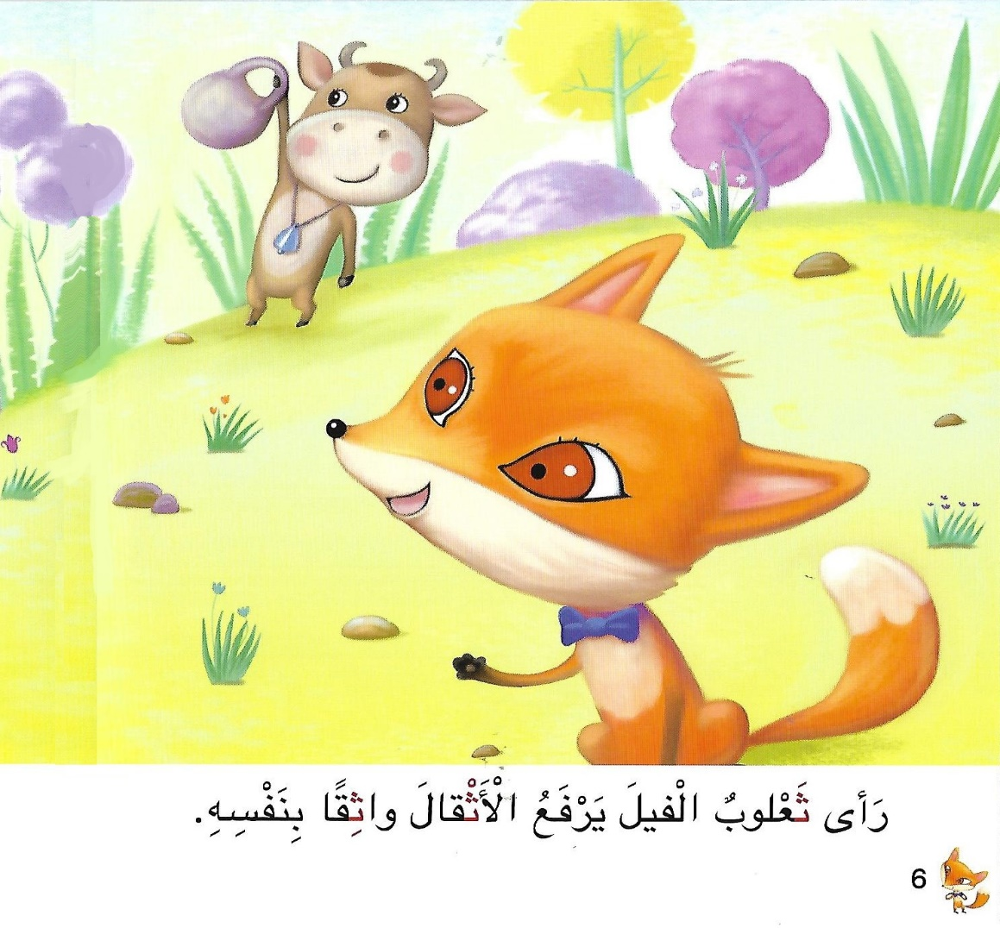 رَأى ثَعْلوبٌ الْفيلَ يَرْفَعُ الْأَثْقالَ واثِقًا بِنَفْسِهِ.
6